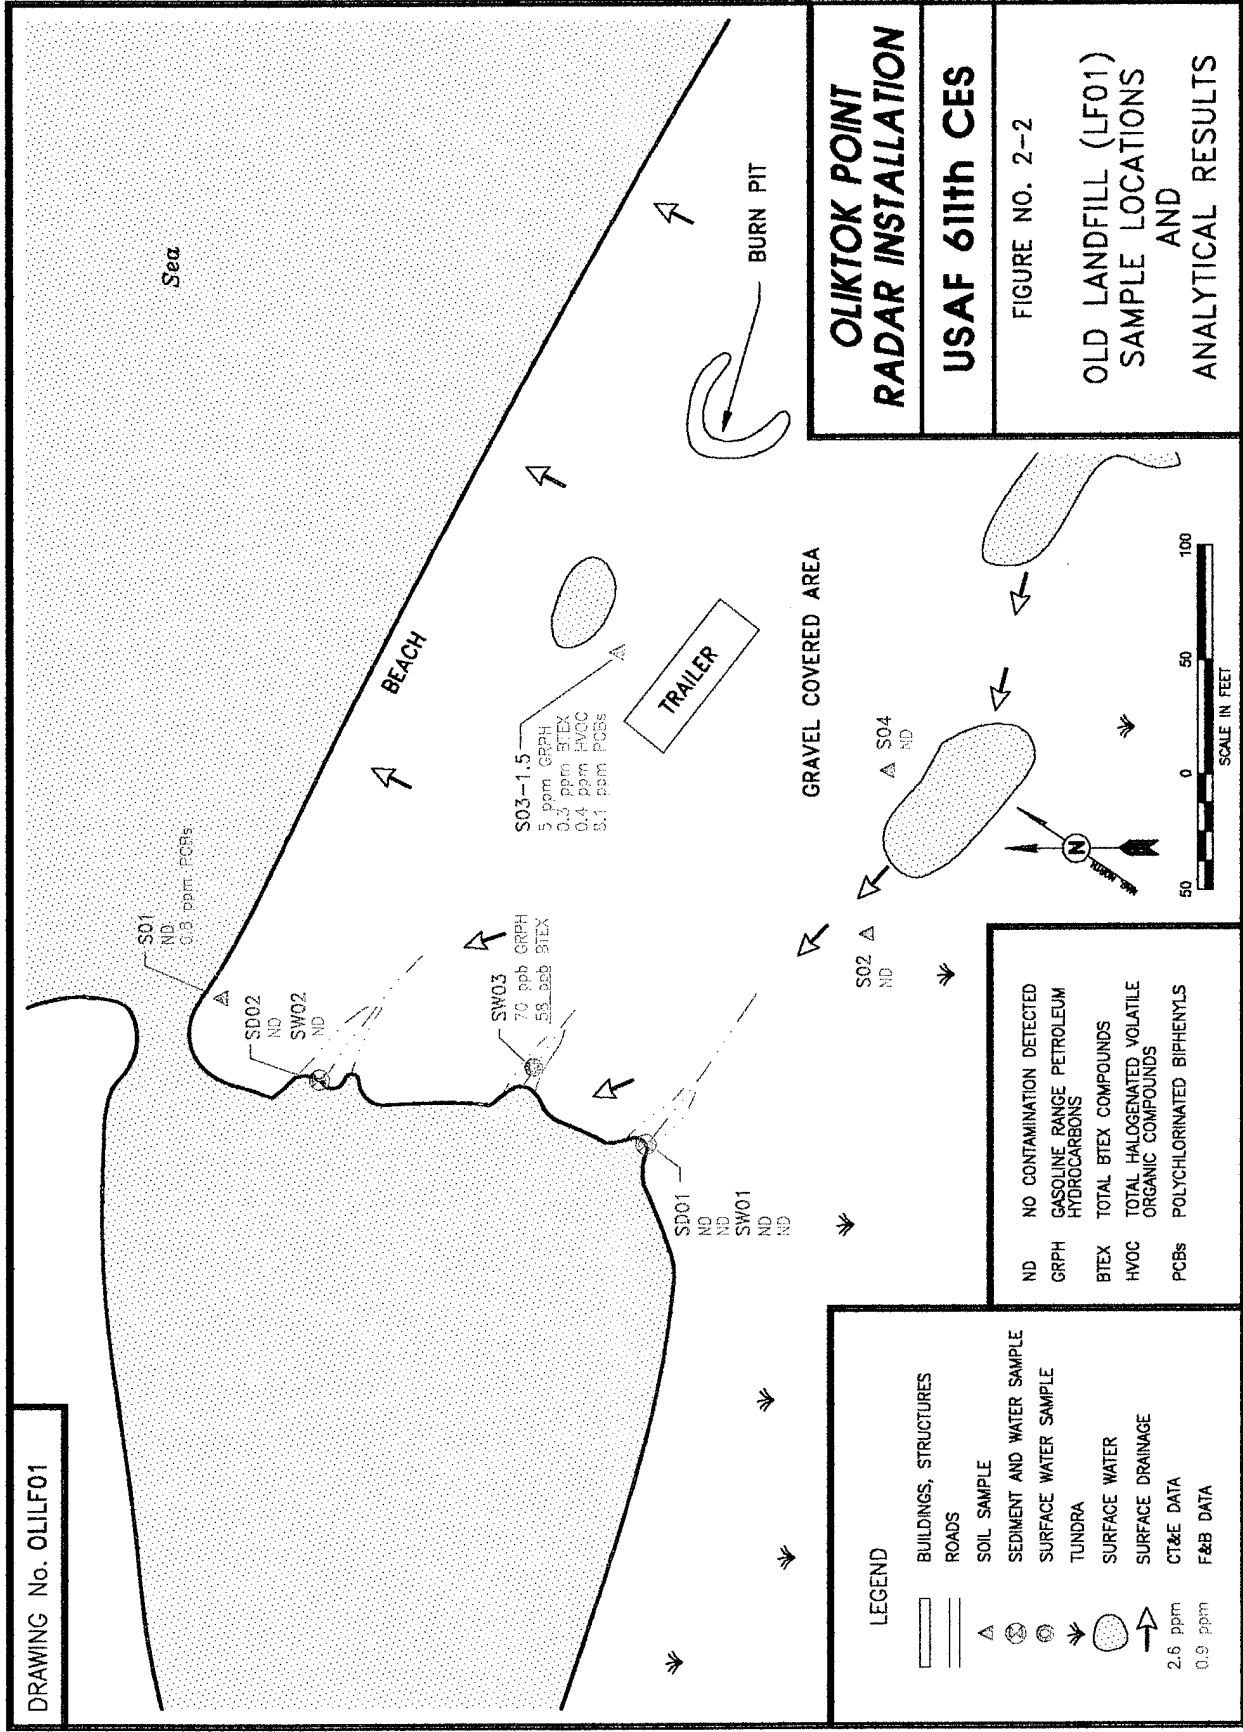 DRAWING No. OLILF01
Sea
BEACH
S01
ND
0.8 ppm PCBs
SD02
ND
SW02
ND
SW03
70 ppb GRPH
58 ppb BTEX
S03-1.5
5 ppm GRPH
0.3 ppm BTEX
0.4 ppm HVOC
ppm PCBs
TRAILER
BURN PIT
GRAVEL COVERED AREA
SD01
ND
ND
SW01
ND
ND
S02
ND
S04
ND
N
MAG. NORTH
50 0 50 100
SCALE IN FEET
LEGEND
BUILDINGS, STRUCTURES
ROADS
SOIL SAMPLE
SEDIMENT AND WATER SAMPLE
SURFACE WATER SAMPLE
TUNDRA
SURFACE WATER
SURFACE DRAINAGE
2.6 ppm CT&E DATA
0.9 ppm F&B DATA
ND NO CONTAMINATION DETECTED
GRPH GASOLINE RANGE PETROLEUM
HYDROCARBONS
BTEX TOTAL BTEX COMPOUNDS
HVOC TOTAL HALOGENATED VOLATILE
ORGANIC COMPOUNDS
PCBs POLYCHLORINATED BIPHENYLS
OLIKTOK POINT
RADAR INSTALLATION
USAF 611th CES
FIGURE NO. 2-2
OLD LANDFILL (LF01)
SAMPLE LOCATIONS
AND
ANALYTICAL RESULTS